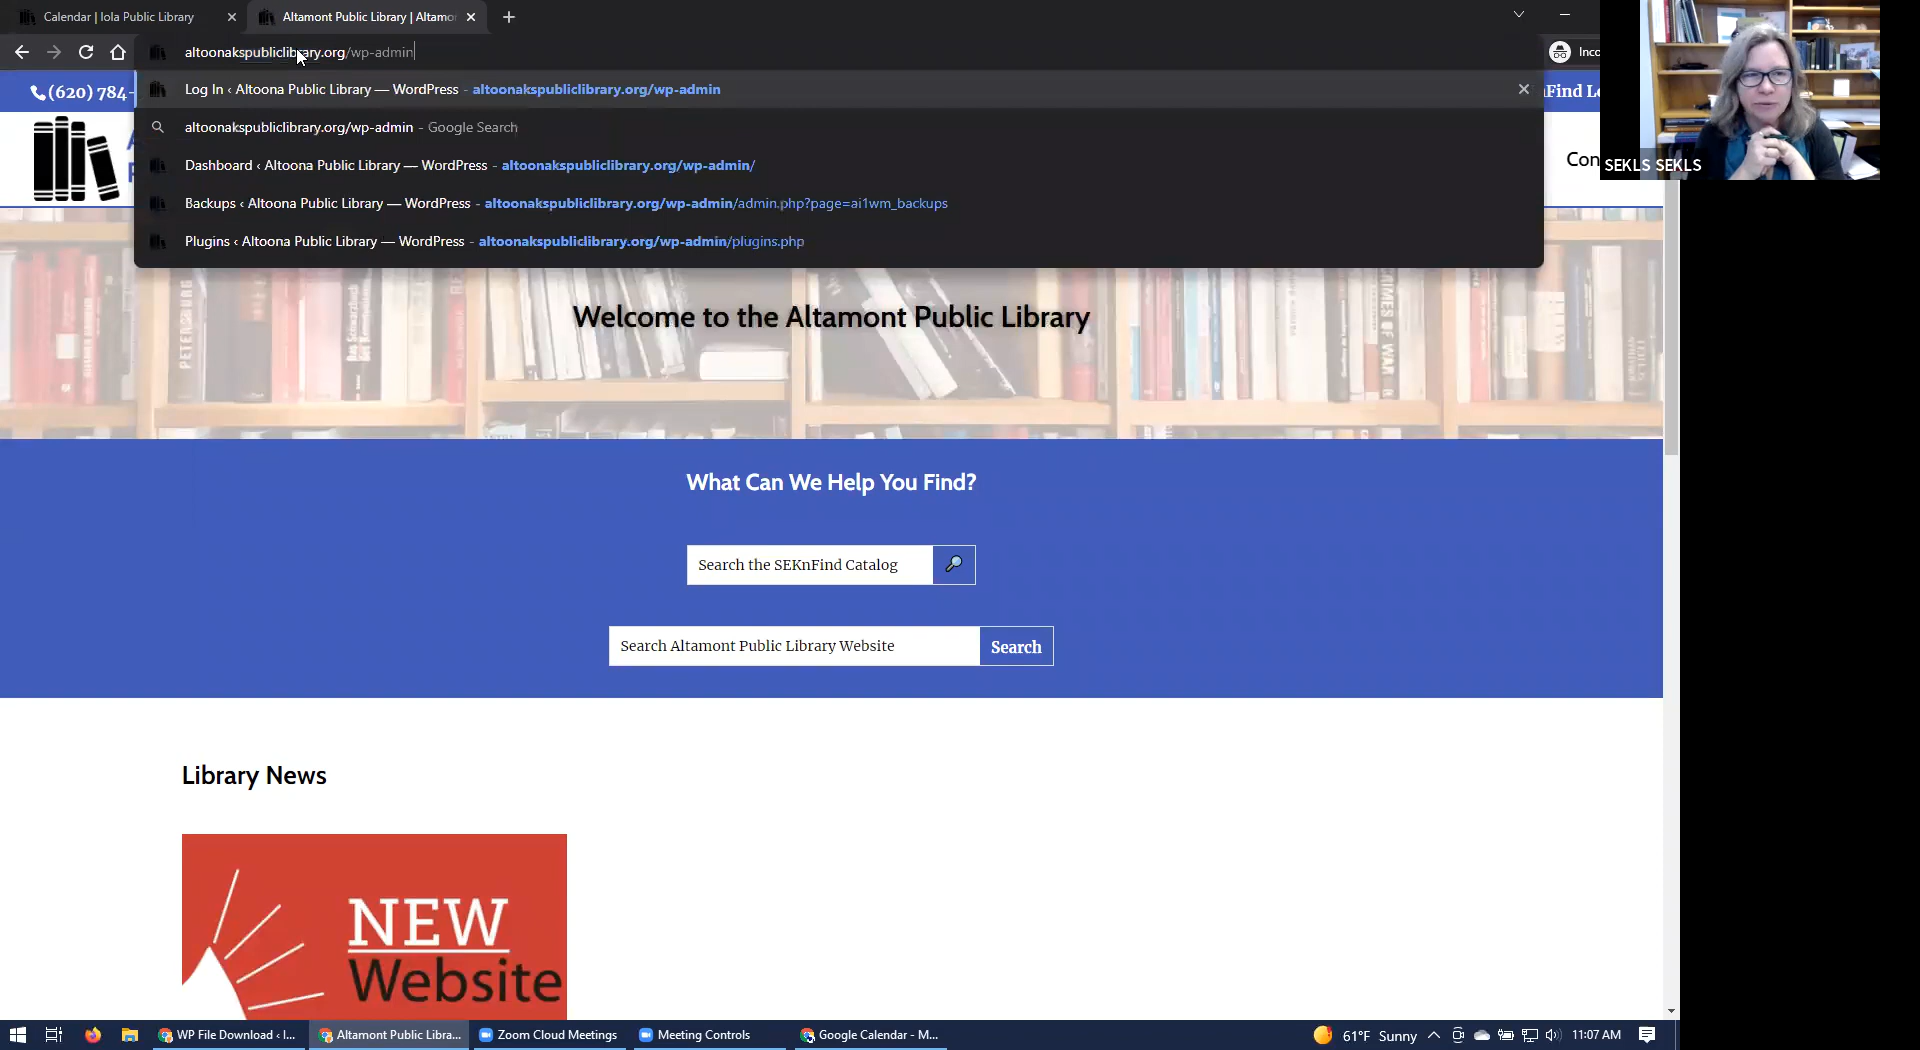 Calendar | Iola Public Library
Altamont Public Library | Altamo
altoonakspubliclibrary.org/wp-admin
Inco
(620) 784-
Log In ‹ Altoona Public Library — WordPress - altoonakspubliclibrary.org/wp-admin
nFind Lo
altoonakspubliclibrary.org/wp-admin - Google Search
Dashboard ‹ Altoona Public Library — WordPress - altoonakspubliclibrary.org/wp-admin/
Con
SEKLS SEKLS
Backups ‹ Altoona Public Library — WordPress - altoonakspubliclibrary.org/wp-admin/admin.php?page=ai1wm_backups
Plugins ‹ Altoona Public Library — WordPress - altoonakspubliclibrary.org/wp-admin/plugins.php
Welcome to the Altamont Public Library
What Can We Help You Find?
Search the SEKnFind Catalog
Search Altamont Public Library Website
Search
Library News
NEW
Website
WP File Download ‹ I...
Altamont Public Libra...
Zoom Cloud Meetings
Meeting Controls
Google Calendar - M...
61°F Sunny
11:07 AM